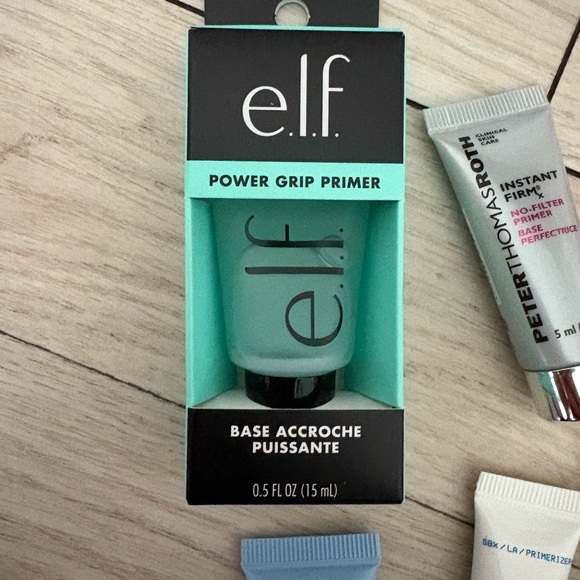 e.l.f.
POWER GRIP PRIMER
e.l.f.
BASE ACCROCHE
PUISSANTE
0.5 FL OZ (15 mL)
PETERTHOMASROTH
CLINICAL
SKIN
CARE
INSTANT
FIRMx
NO-FILTER
PRIMER
BASE
PERFECTRICE
5 ml
SBX/LA/PRIMERIZER